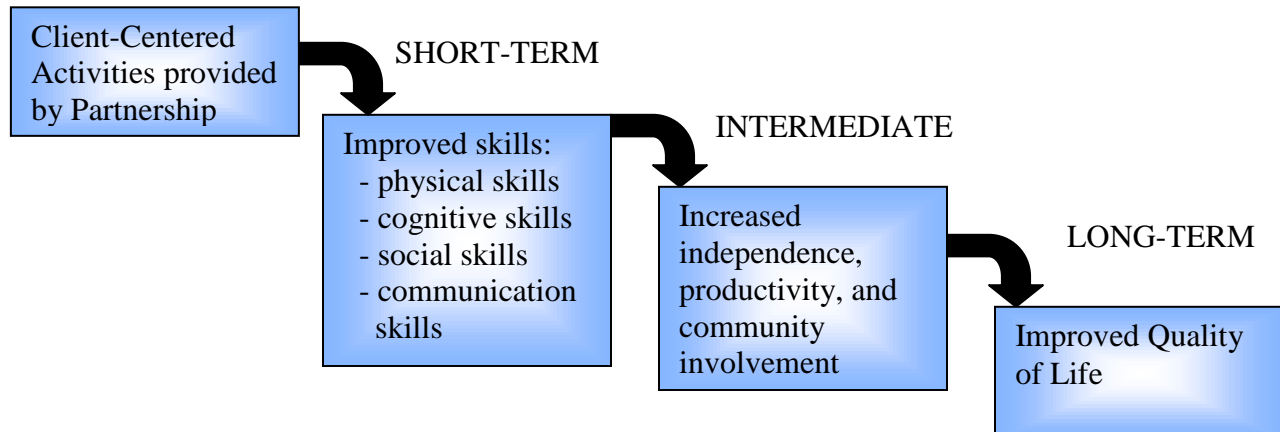 Client-Centered
Activities provided
by Partnership
SHORT-TERM
Improved skills:
- physical skills
- cognitive skills
- social skills
- communication
skills
INTERMEDIATE
Increased
independence,
productivity, and
community
involvement
LONG-TERM
Improved Quality
of Life